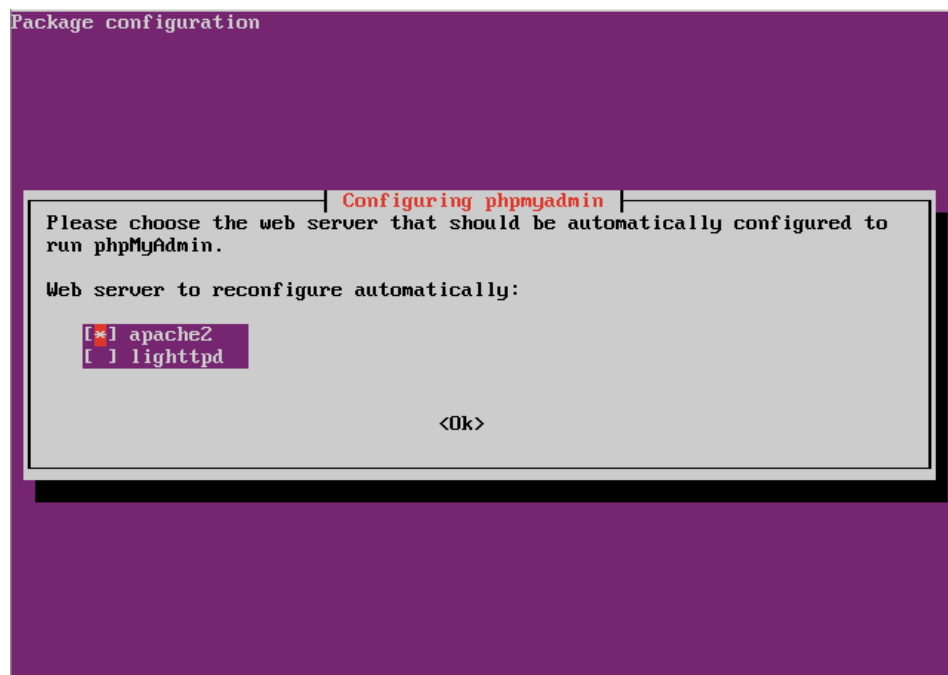 Package configuration
Configuring phpmyadmin
Please choose the web server that should be automatically configured to
run phpMyAdmin.
Web server to reconfigure automatically:
[*] apache2
[ ] lighttpd
<Ok>